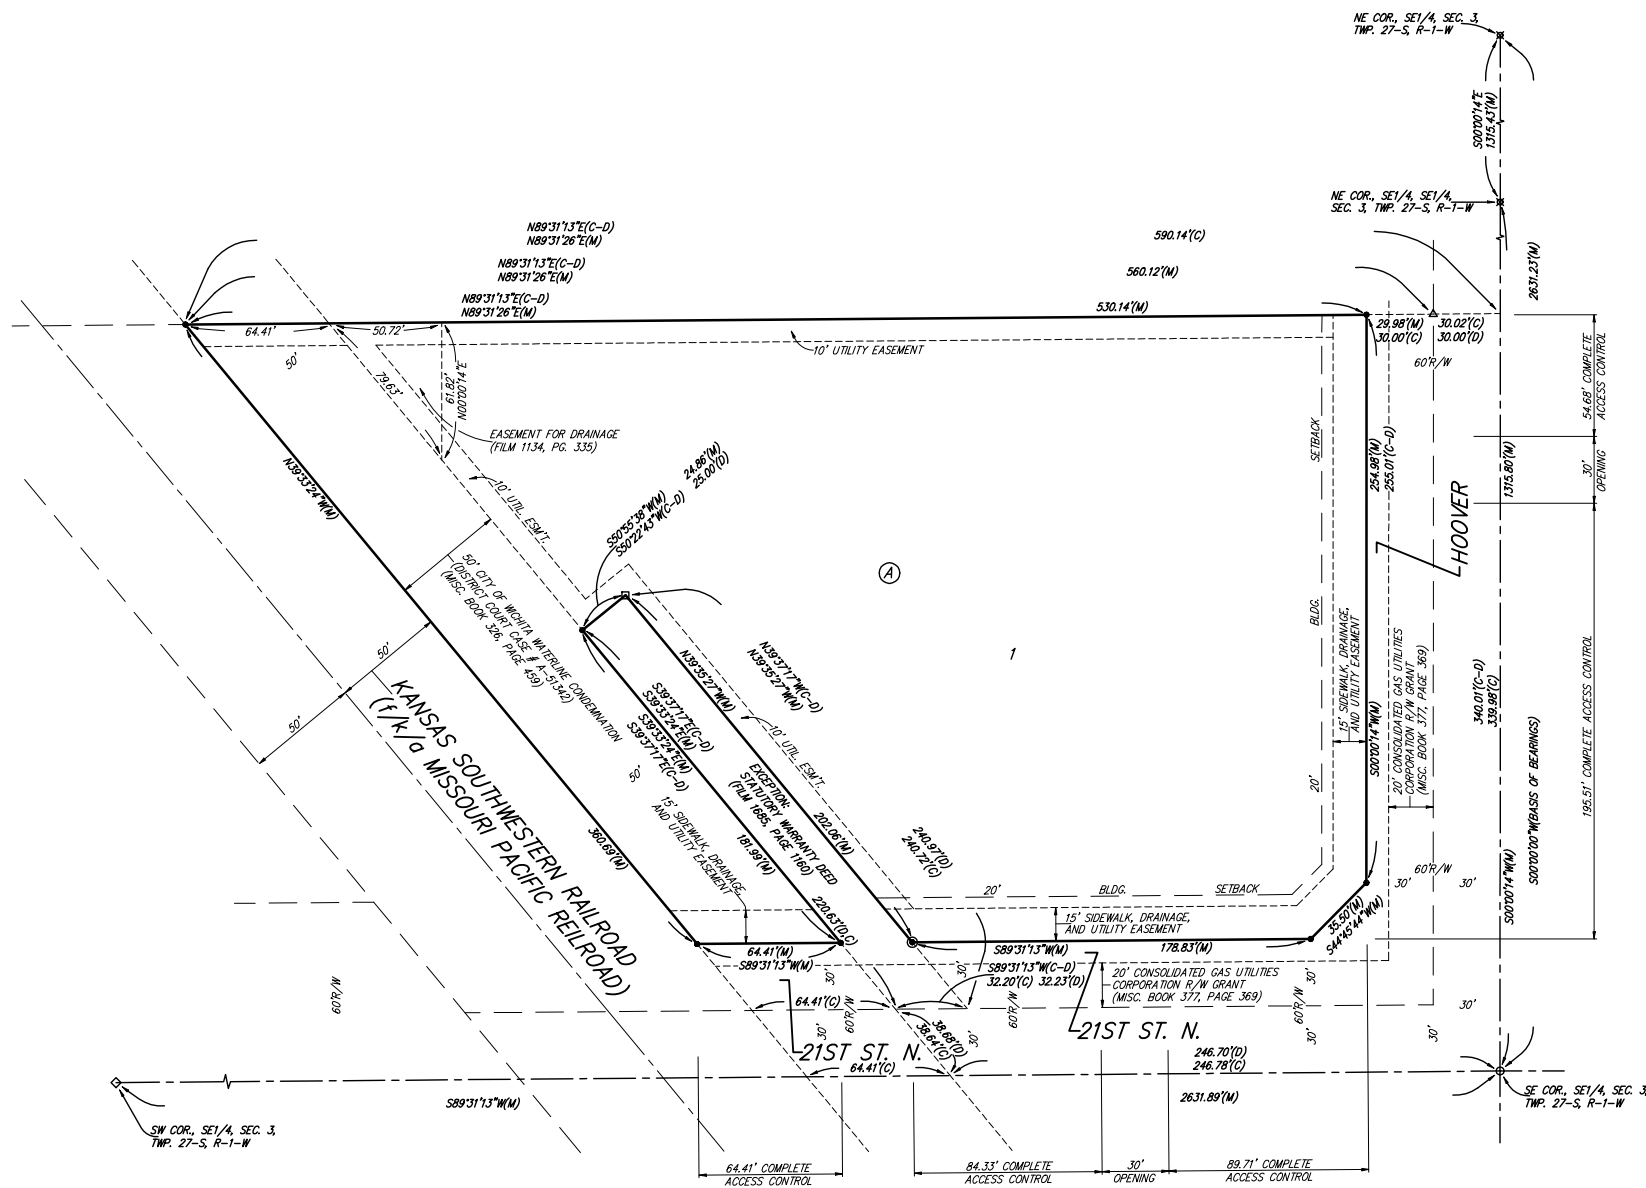 NE COR., SE1/4, SEC. 3,
TWP. 27-S, R-1-W
S00°00'14"E
1315.43'(M)
NE COR., SE1/4, SE1/4,
SEC. 3, TWP. 27-S, R-1-W
2631.23'(M)
N89°31'13"E(C-D)
N89°31'26"E(M)
590.14'(C)
N89°31'13"E(C-D)
N89°31'26"E(M)
560.12'(M)
N89°31'13"E(C-D)
N89°31'26"E(M)
530.14'(M)
64.41'
50.72'
29.98'(M)
30.00'(C)
30.02'(C)
30.00'(D)
60'R/W
10' UTILITY EASEMENT
50'
79.63'
61.82'
N00°00'14"E
54.68' COMPLETE
ACCESS CONTROL
EASEMENT FOR DRAINAGE
(FILM 1134, PG. 335)
SETBACK
254.98'(M)
255.01'(C-D)
30'
OPENING
1315.80'(M)
N39°33'24"W(M)
10' UTIL. ESM'T.
24.86'(M)
25.00'(D)
S50°55'38"W(M)
S50°22'43"W(C-D)
HOOVER
A
50' CITY OF WICHITA WATERLINE CONDEMNATION
(DISTRICT COURT CASE # A-51342)
(MISC. BOOK 326, PAGE 459)
BLDG.
15' SIDEWALK, DRAINAGE,
AND UTILITY EASEMENT
20' CONSOLIDATED GAS UTILITIES
CORPORATION R/W GRANT
(MISC. BOOK 377, PAGE 369)
50'
50'
N39°35'27"W(M)
N39°37'17"W(C-D)
N39°35'27"W(M)
1
340.01'(C-D)
339.98'(C)
195.51' COMPLETE ACCESS CONTROL
KANSAS SOUTHWESTERN RAILROAD
(f/k/a MISSOURI PACIFIC REILROAD)
S39°37'17"E(C-D)
S39°33'24"E(M)
S39°33'24"E(M)
S39°37'17"E(C-D)
10' UTIL. ESM'T.
S00°00'14"W(M)
S00°00'00"W(BASIS OF BEARINGS)
50'
20'
EXCEPTION:
STATUTORY WARRANTY DEED
(FILM 1685, PAGE 1160)
15' SIDEWALK, DRAINAGE,
AND UTILITY EASEMENT
360.69'(M)
181.99'(M)
202.06'(M)
240.97'(D)
240.72'(C)
20'
BLDG.
SETBACK
30'
60'R/W
30'
S00°00'14"W(M)
220.63'(D,C)
15' SIDEWALK, DRAINAGE,
AND UTILITY EASEMENT
35.50'(M)
S44°45'44"W(M)
64.41'(M)
S89°31'13"W(M)
S89°31'13"W(M)
178.83'(M)
30'
30'
S89°31'13"W(C-D)
32.20'(C) 32.23'(D)
20' CONSOLIDATED GAS UTILITIES
CORPORATION R/W GRANT
(MISC. BOOK 377, PAGE 369)
30'
60'R/W
64.41'(C)
60'R/W
60'R/W
60'R/W
30'
30'
38.68'(D)
38.64'(C)
30'
30'
30'
21ST ST. N.
21ST ST. N.
64.41'(C)
246.70'(D)
246.78'(C)
S89°31'13"W(M)
2631.89'(M)
SE COR., SE1/4, SEC. 3,
TWP. 27-S, R-1-W
SW COR., SE1/4, SEC. 3,
TWP. 27-S, R-1-W
64.41' COMPLETE
ACCESS CONTROL
84.33' COMPLETE
ACCESS CONTROL
30'
OPENING
89.71' COMPLETE
ACCESS CONTROL